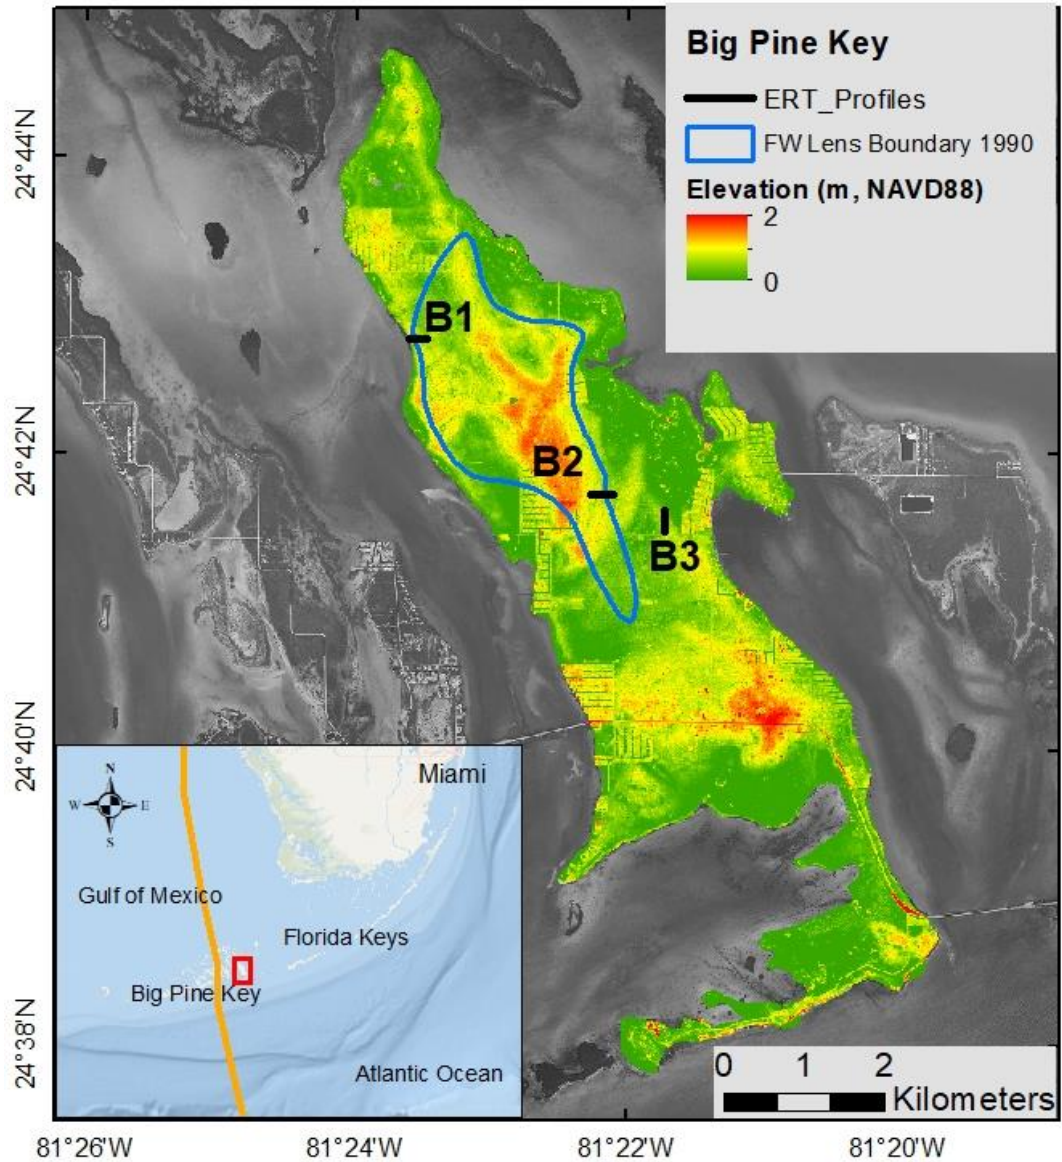 Big Pine Key
ERT_Profiles
FW Lens Boundary 1990
Elevation (m, NAVD88)
2
0
24°44'N
24°42'N
24°40'N
24°38'N
B1
B2
B3
N
W E
S
Miami
Gulf of Mexico
Florida Keys
Big Pine Key
Atlantic Ocean
0 1 2
Kilometers
81°26'W 81°24'W 81°22'W 81°20'W